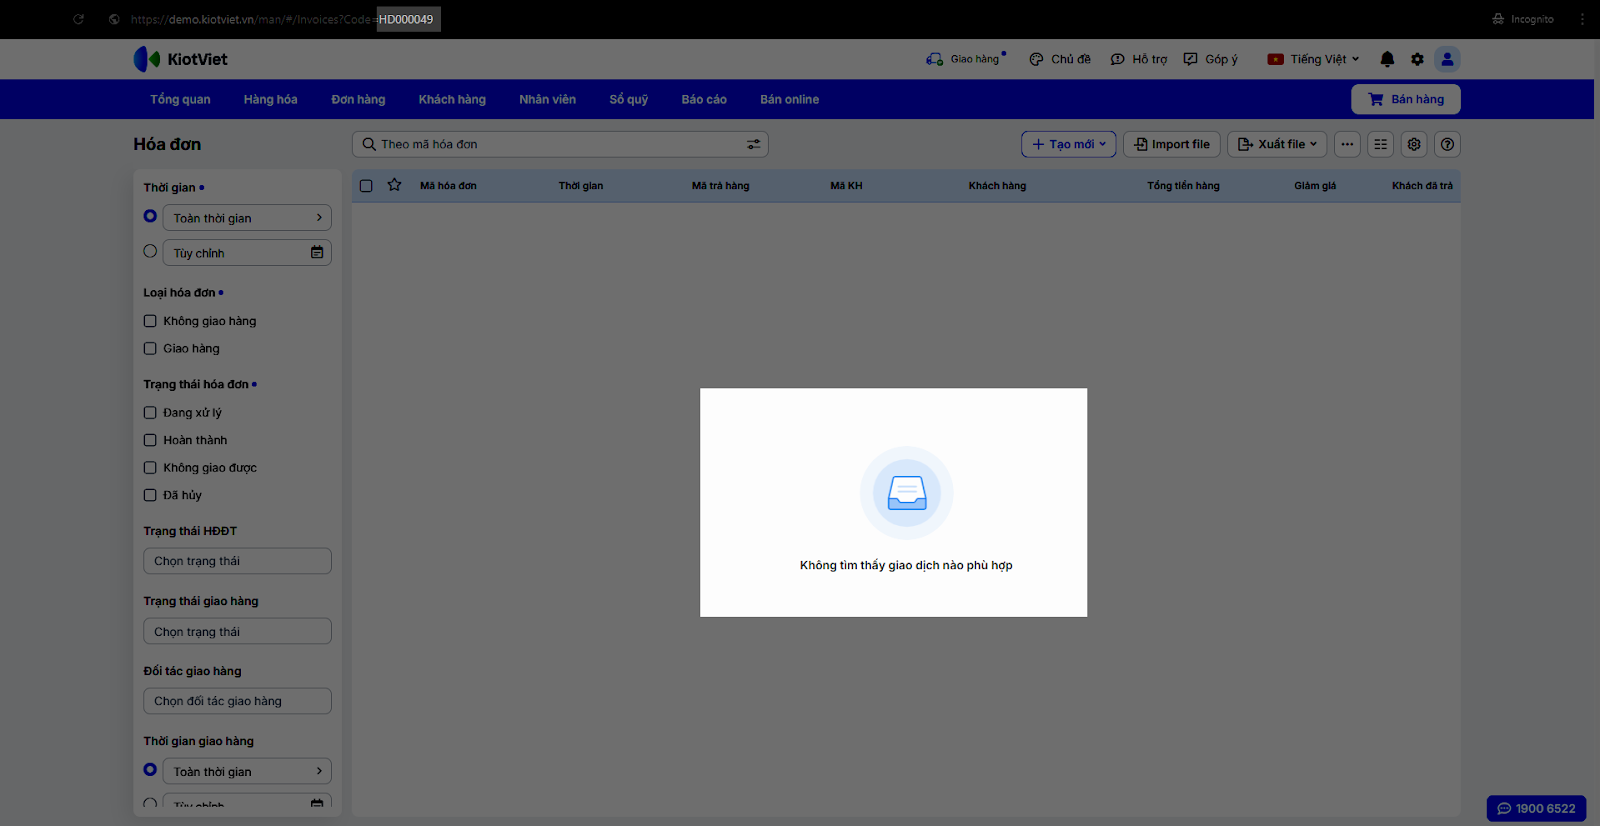 https://demo.kiotviet.vn/man/#/Invoices?Code=HD000049
Incognito
KiotViet
Giao hàng
Chủ đề
Hỗ trợ
Góp ý
Tiếng Việt
Tổng quan
Hàng hóa
Đơn hàng
Khách hàng
Nhân viên
Sổ quỹ
Báo cáo
Bán online
Bán hàng
Hóa đơn
Theo mã hóa đơn
Tạo mới
Import file
Xuất file
Thời gian
Toàn thời gian
Tùy chỉnh
Loại hóa đơn
Không giao hàng
Giao hàng
Trạng thái hóa đơn
Đang xử lý
Hoàn thành
Không giao được
Đã hủy
Trạng thái HĐĐT
Chọn trạng thái
Trạng thái giao hàng
Chọn trạng thái
Đối tác giao hàng
Chọn đối tác giao hàng
Thời gian giao hàng
Toàn thời gian
Tùy chỉnh
Mã hóa đơn
Thời gian
Mã trả hàng
Mã KH
Khách hàng
Tổng tiền hàng
Giảm giá
Khách đã trả
Không tìm thấy giao dịch nào phù hợp
1900 6522